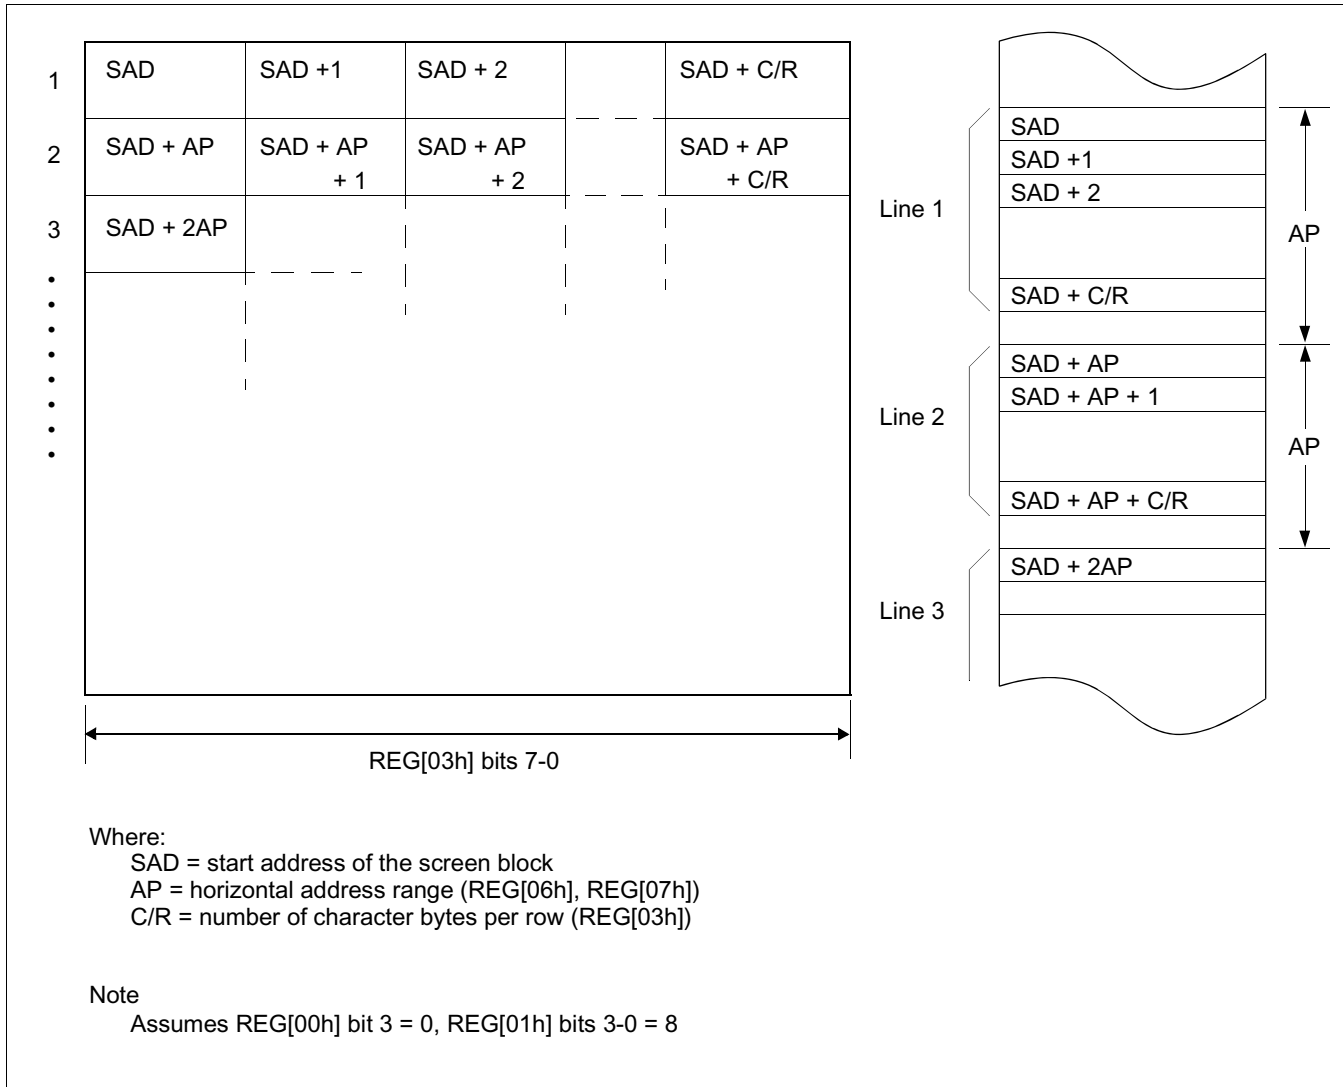 1 SAD SAD +1 SAD + 2 SAD + C/R
2 SAD + AP SAD + AP + 1 SAD + AP + 2 SAD + AP + C/R
3 SAD + 2AP
REG[03h] bits 7-0
Line 1
SAD
SAD +1
SAD + 2
SAD + C/R
AP
Line 2
SAD + AP
SAD + AP + 1
SAD + AP + C/R
AP
Line 3
SAD + 2AP
Where:
SAD = start address of the screen block
AP = horizontal address range (REG[06h], REG[07h])
C/R = number of character bytes per row (REG[03h])
Note
Assumes REG[00h] bit 3 = 0, REG[01h] bits 3-0 = 8